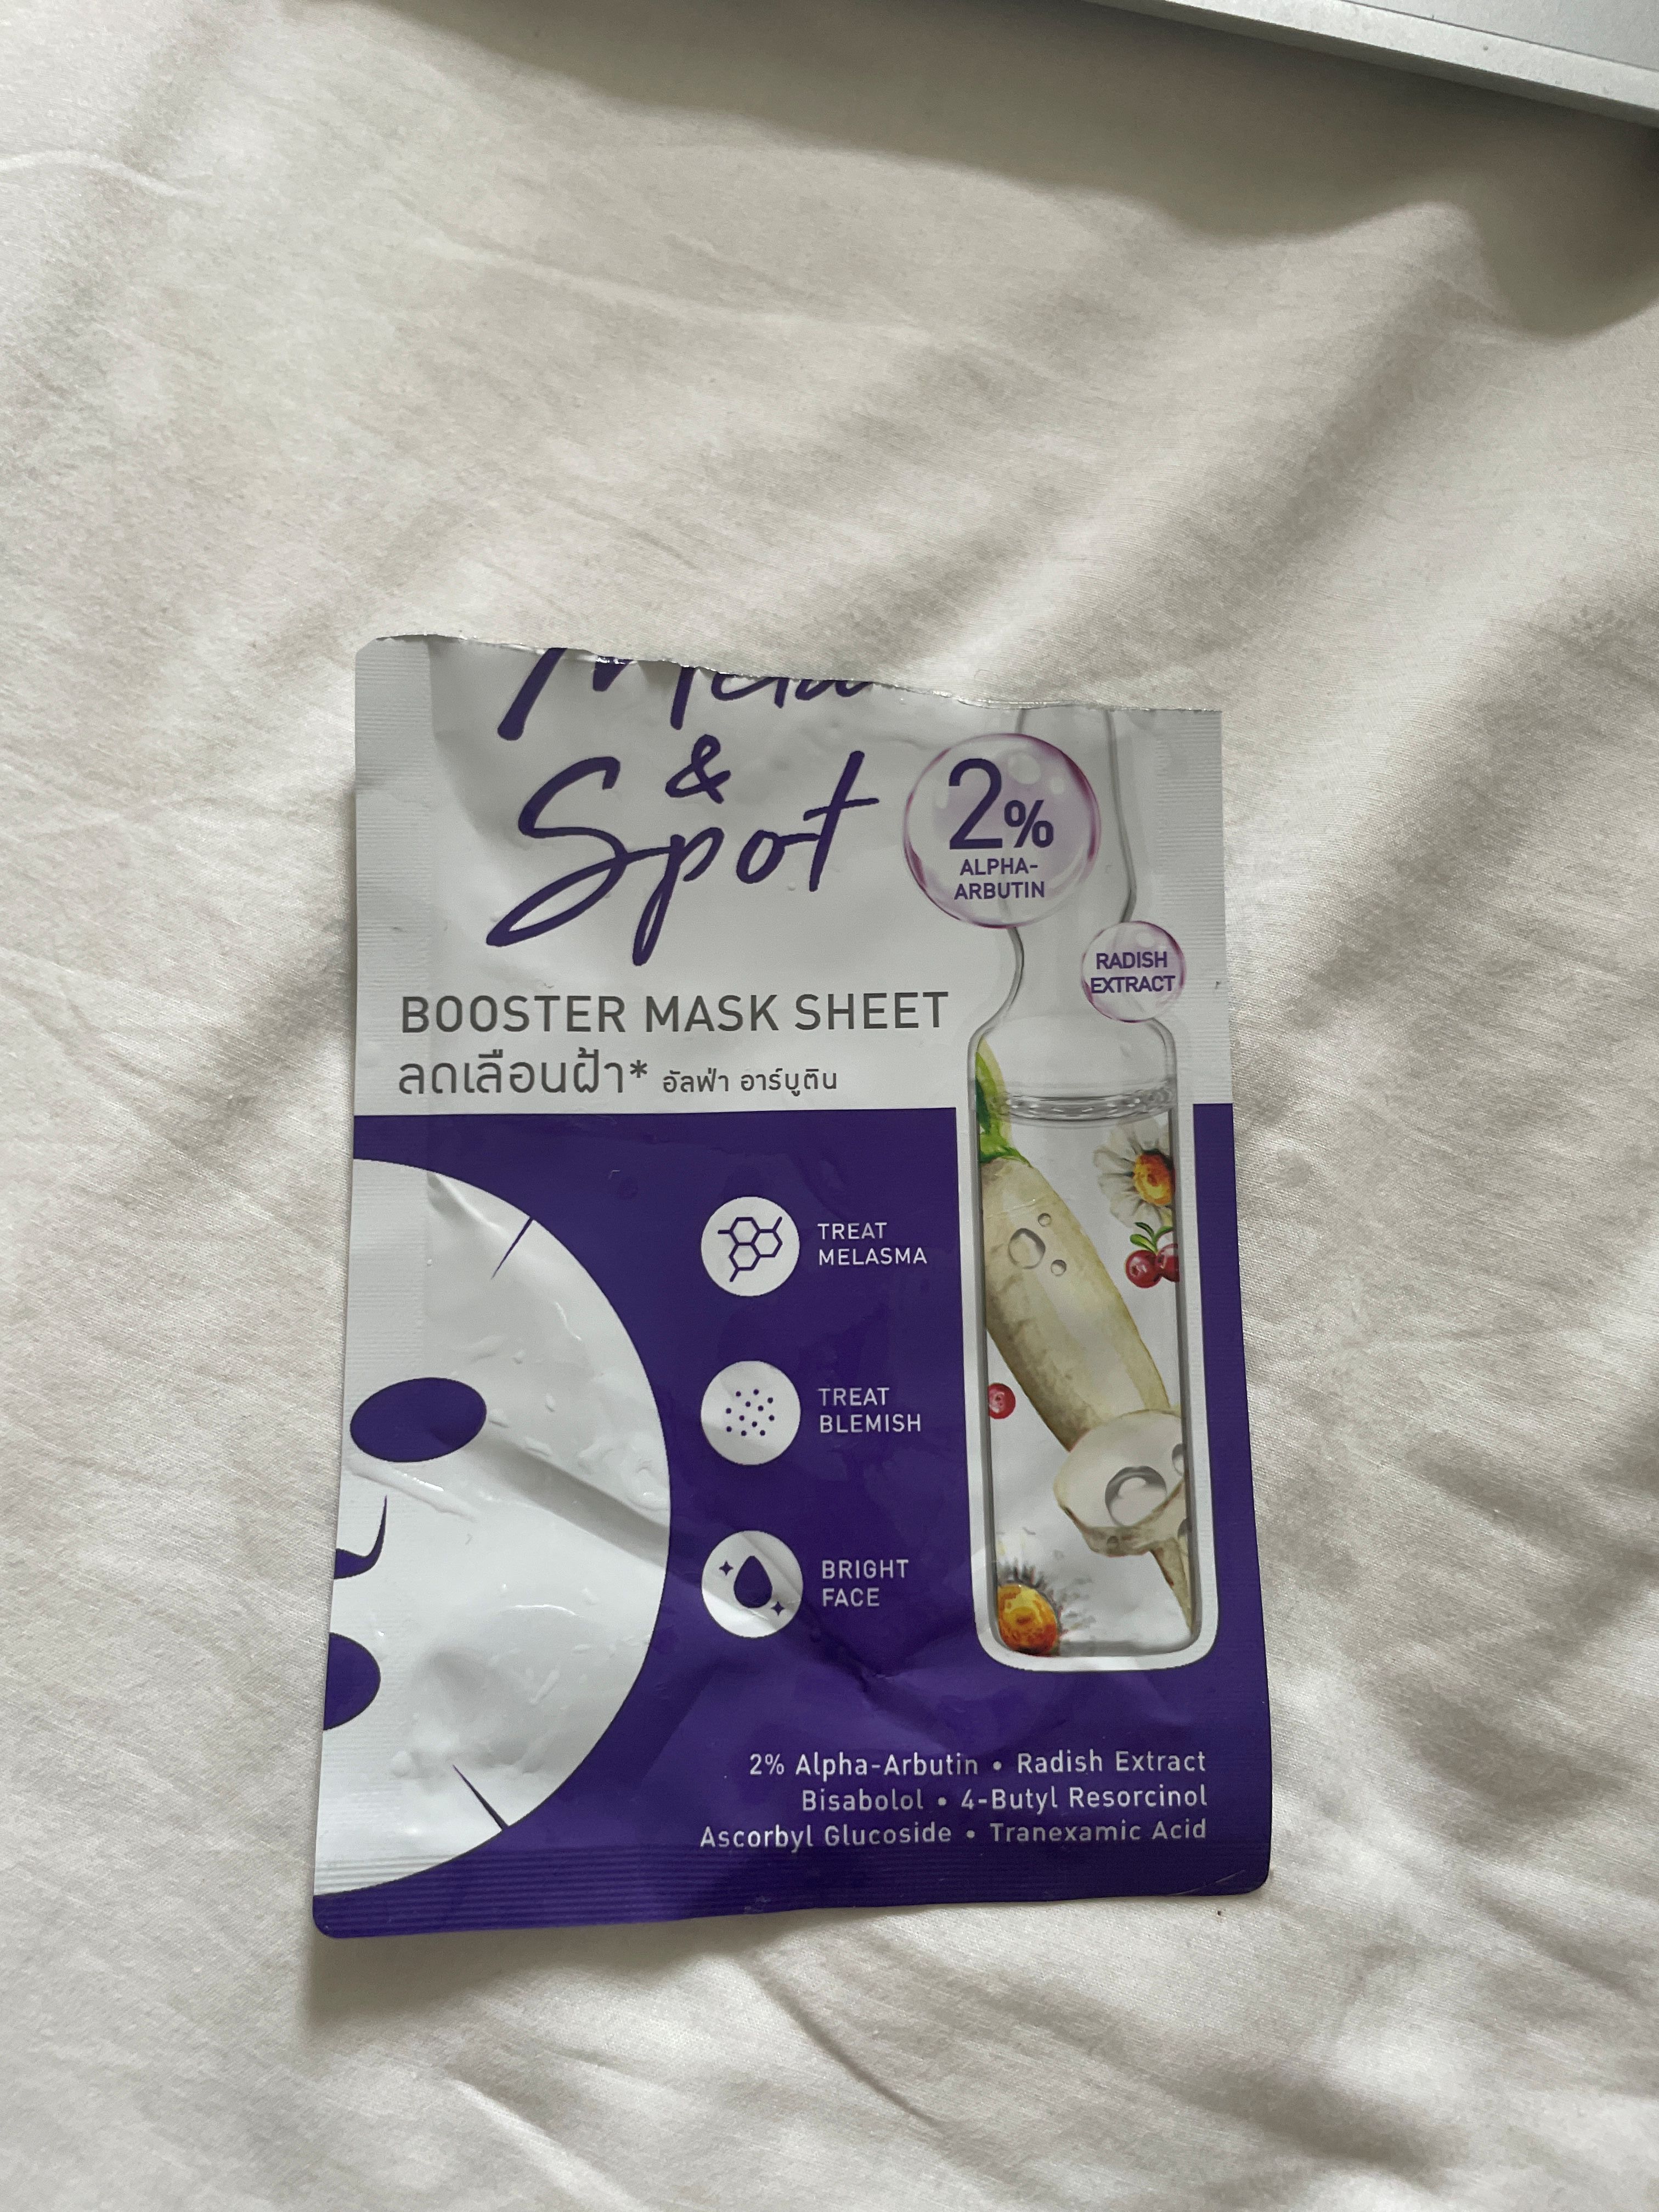 &
Spot
2%
ALPHA-
ARBUTIN
RADISH
EXTRACT
BOOSTER MASK SHEET
ลดเลือนฝ้า* อัลฟ่า อาร์บูติน
TREAT
MELASMA
TREAT
BLEMISH
BRIGHT
FACE
2% Alpha-Arbutin • Radish Extract
Bisabolol • 4-Butyl Resorcinol
Ascorbyl Glucoside • Tranexamic Acid